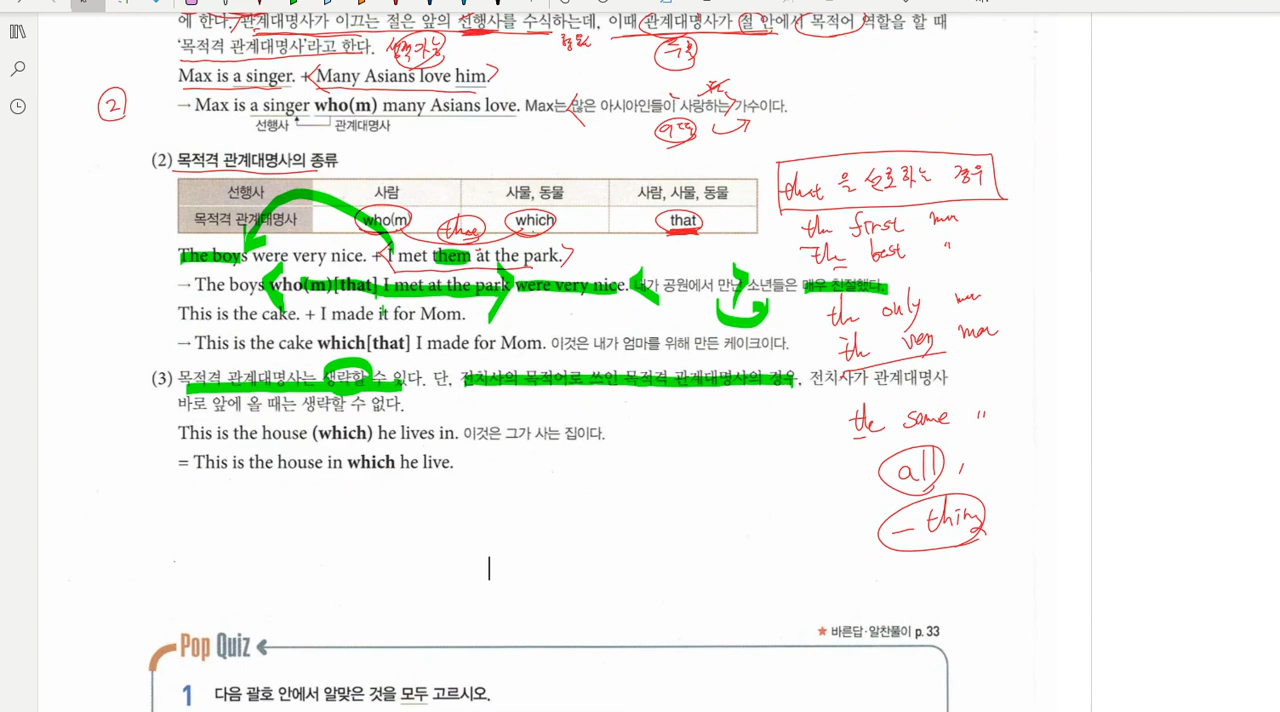 에 한다. 관계대명사가 이끄는 절은 앞의 선행사를 수식하는데, 이때 관계대명사가 절 안에서 목적어 역할을 할 때
'목적격 관계대명사'라고 한다. 생략가능
Max is a singer. + Many Asians love him.
②
→ Max is a singer who(m) many Asians love. Max는 많은 아시아인들이 사랑하는 가수이다.
선행사 관계대명사
(2) 목적격 관계대명사의 종류
선행사 사람 사물, 동물 사람, 사물, 동물
목적격 관계대명사 who(m) which that
The boys were very nice. + I met them at the park.
→ The boys who(m)[that] I met at the park were very nice. 내가 공원에서 만난 소년들은 매우 친절했다.
This is the cake. + I made it for Mom.
→ This is the cake which[that] I made for Mom. 이것은 내가 엄마를 위해 만든 케이크이다.
(3) 목적격 관계대명사는 생략할 수 있다. 단, 전치사의 목적어로 쓰인 목적격 관계대명사의 경우, 전치사가 관계대명사
바로 앞에 올 때는 생략할 수 없다.
This is the house (which) he lives in. 이것은 그가 사는 집이다.
= This is the house in which he live.
that 을 선호하는 경우
the first
the best "
the only
the very
the same "
all,
- thing
★ 바른답·알찬풀이 p. 33
Pop Quiz
1 다음 괄호 안에서 알맞은 것을 모두 고르시오.